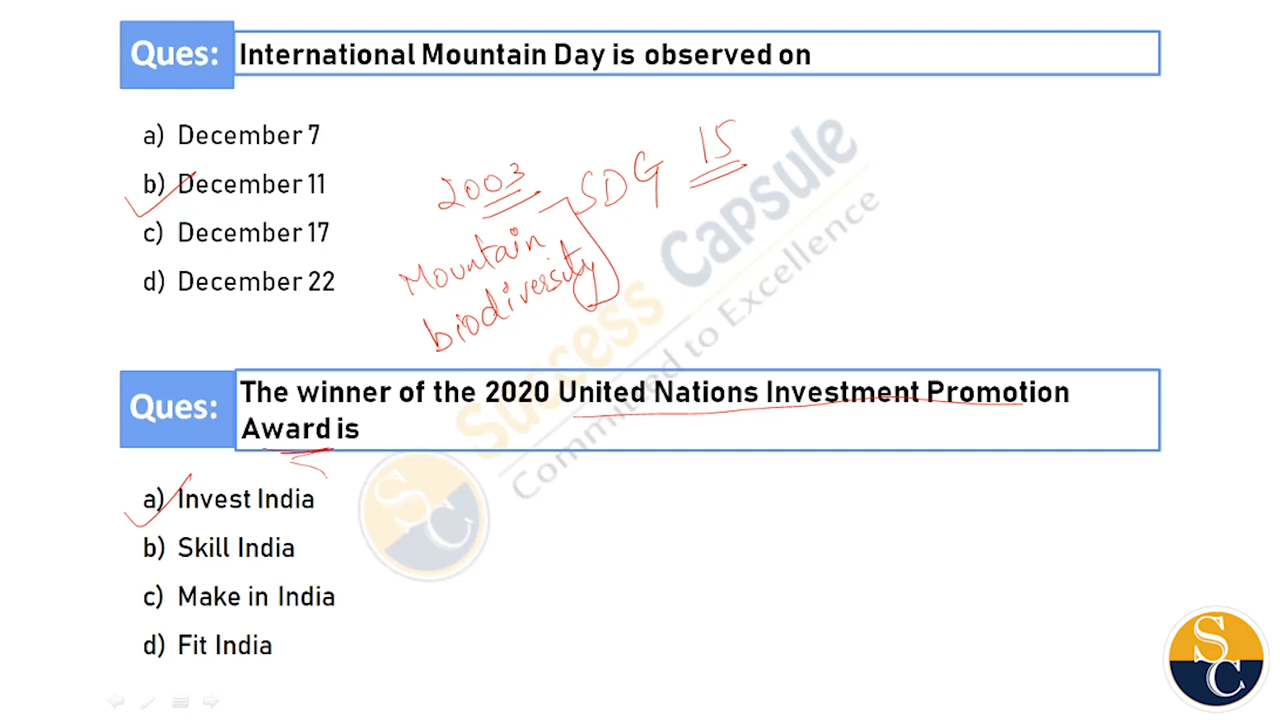 Ques: International Mountain Day is observed on
a) December 7
b) December 11
c) December 17
d) December 22
2003 SDG 15
Mountain
biodiversity
Success Capsule
Committed to Excellence
Ques: The winner of the 2020 United Nations Investment Promotion
Award is
a) Invest India
b) Skill India
c) Make in India
d) Fit India
SC
SC